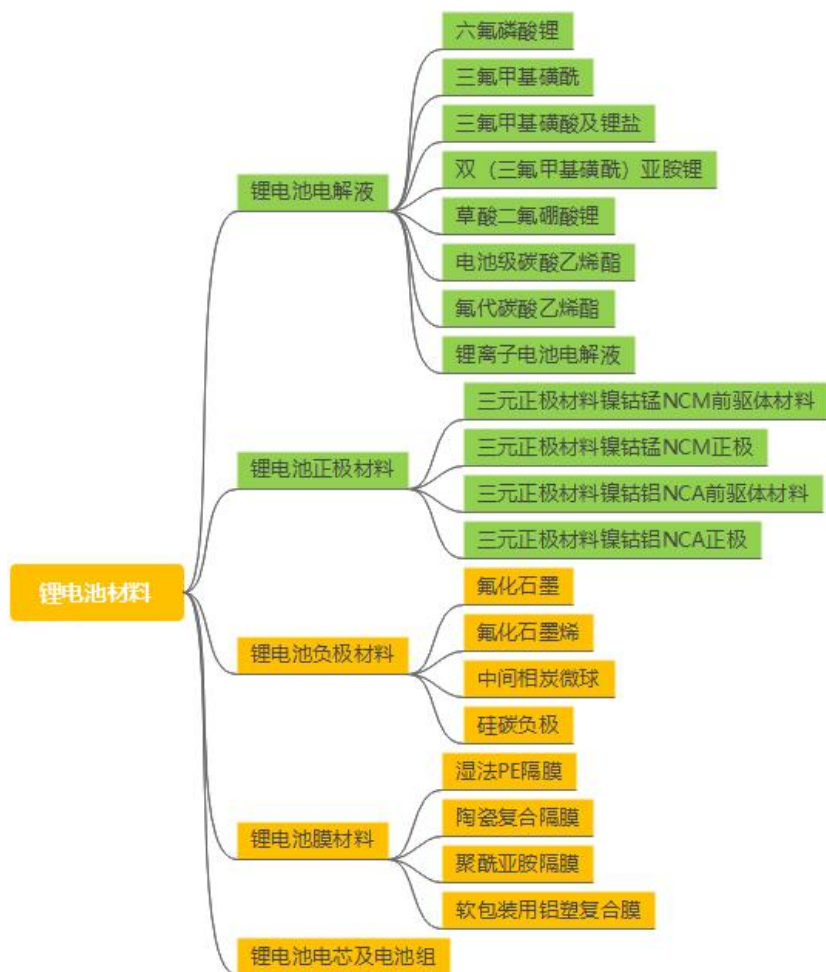 六氟磷酸锂
三氟甲基磺酰
三氟甲基磺酸及锂盐
双（三氟甲基磺酰）亚胺锂
锂电池电解液
草酸二氟硼酸锂
电池级碳酸乙烯酯
氟代碳酸乙烯酯
锂离子电池电解液
三元正极材料镍钴锰NCM前驱体材料
三元正极材料镍钴锰NCM正极
锂电池正极材料
三元正极材料镍钴铝NCA前驱体材料
三元正极材料镍钴铝NCA正极
锂电池材料
氟化石墨
氟化石墨烯
锂电池负极材料
中间相炭微球
硅碳负极
湿法PE隔膜
陶瓷复合隔膜
锂电池膜材料
聚酰亚胺隔膜
软包装用铝塑复合膜
锂电池电芯及电池组